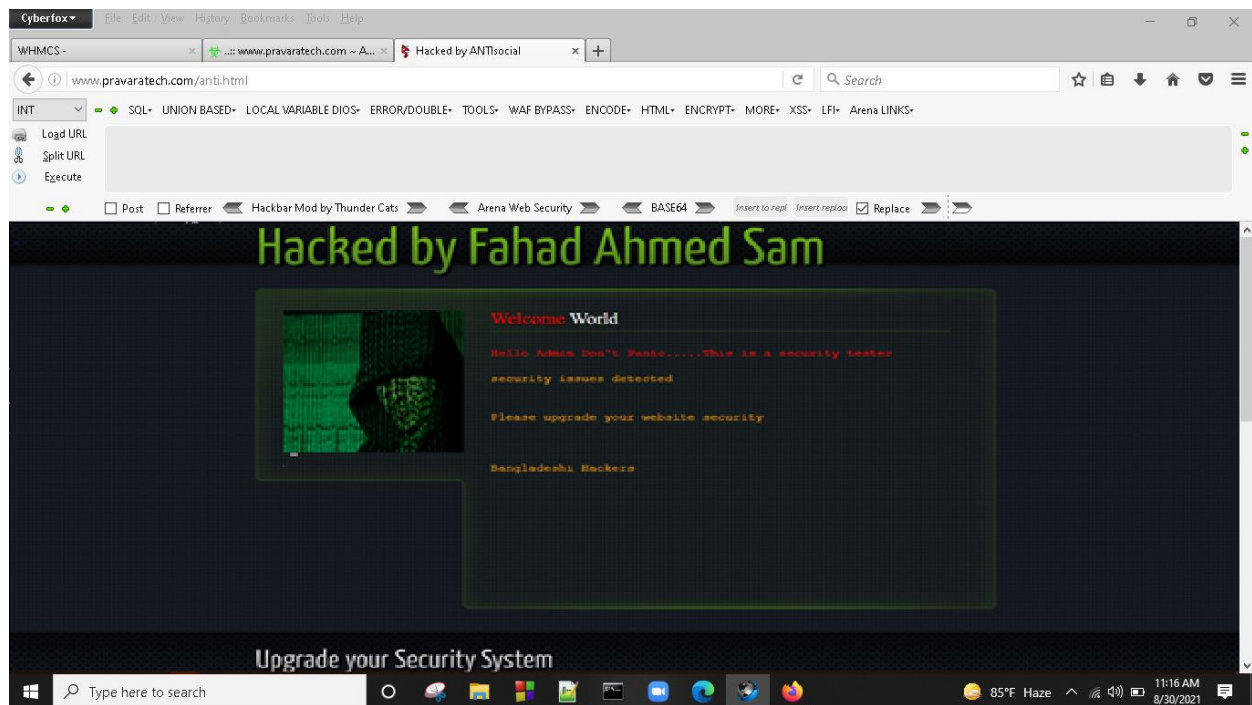 Cyberfox File Edit View History Bookmarks Tools Help
WHMCS - ..:: www.pravaratech.com ~ A... Hacked by ANTIsocial
www.pravaratech.com/anti.html Search
INT SQL UNION BASED LOCAL VARIABLE DIOS ERROR/DOUBLE TOOLS WAF BYPASS ENCODE HTML ENCRYPT MORE XSS LFI Arena LINKS
Load URL
Split URL
Execute
Post Referrer Hackbar Mod by Thunder Cats Arena Web Security BASE64 Insert to repl Insert replac Replace
Hacked by Fahad Ahmed Sam
Welcome World
Hello Admin Don't Panic.....This is a security tester
security issues detected
Please upgrade your website security
Bangladeshi Hackers
Upgrade your Security System
Type here to search 85°F Haze 11:16 AM
8/30/2021